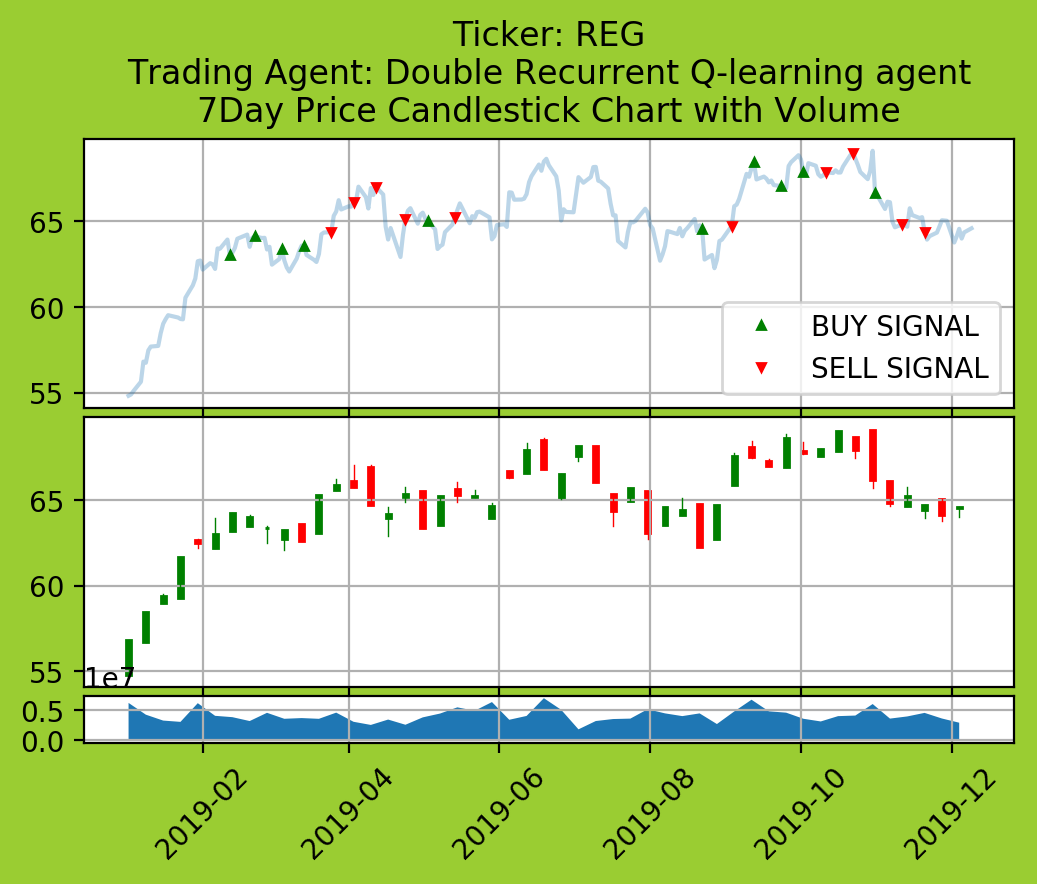 Ticker: REG
Trading Agent: Double Recurrent Q-learning agent
7Day Price Candlestick Chart with Volume
65
60
55
BUY SIGNAL
SELL SIGNAL
65
60
55
1e7
0.5
0.0
2019-02
2019-04
2019-06
2019-08
2019-10
2019-12